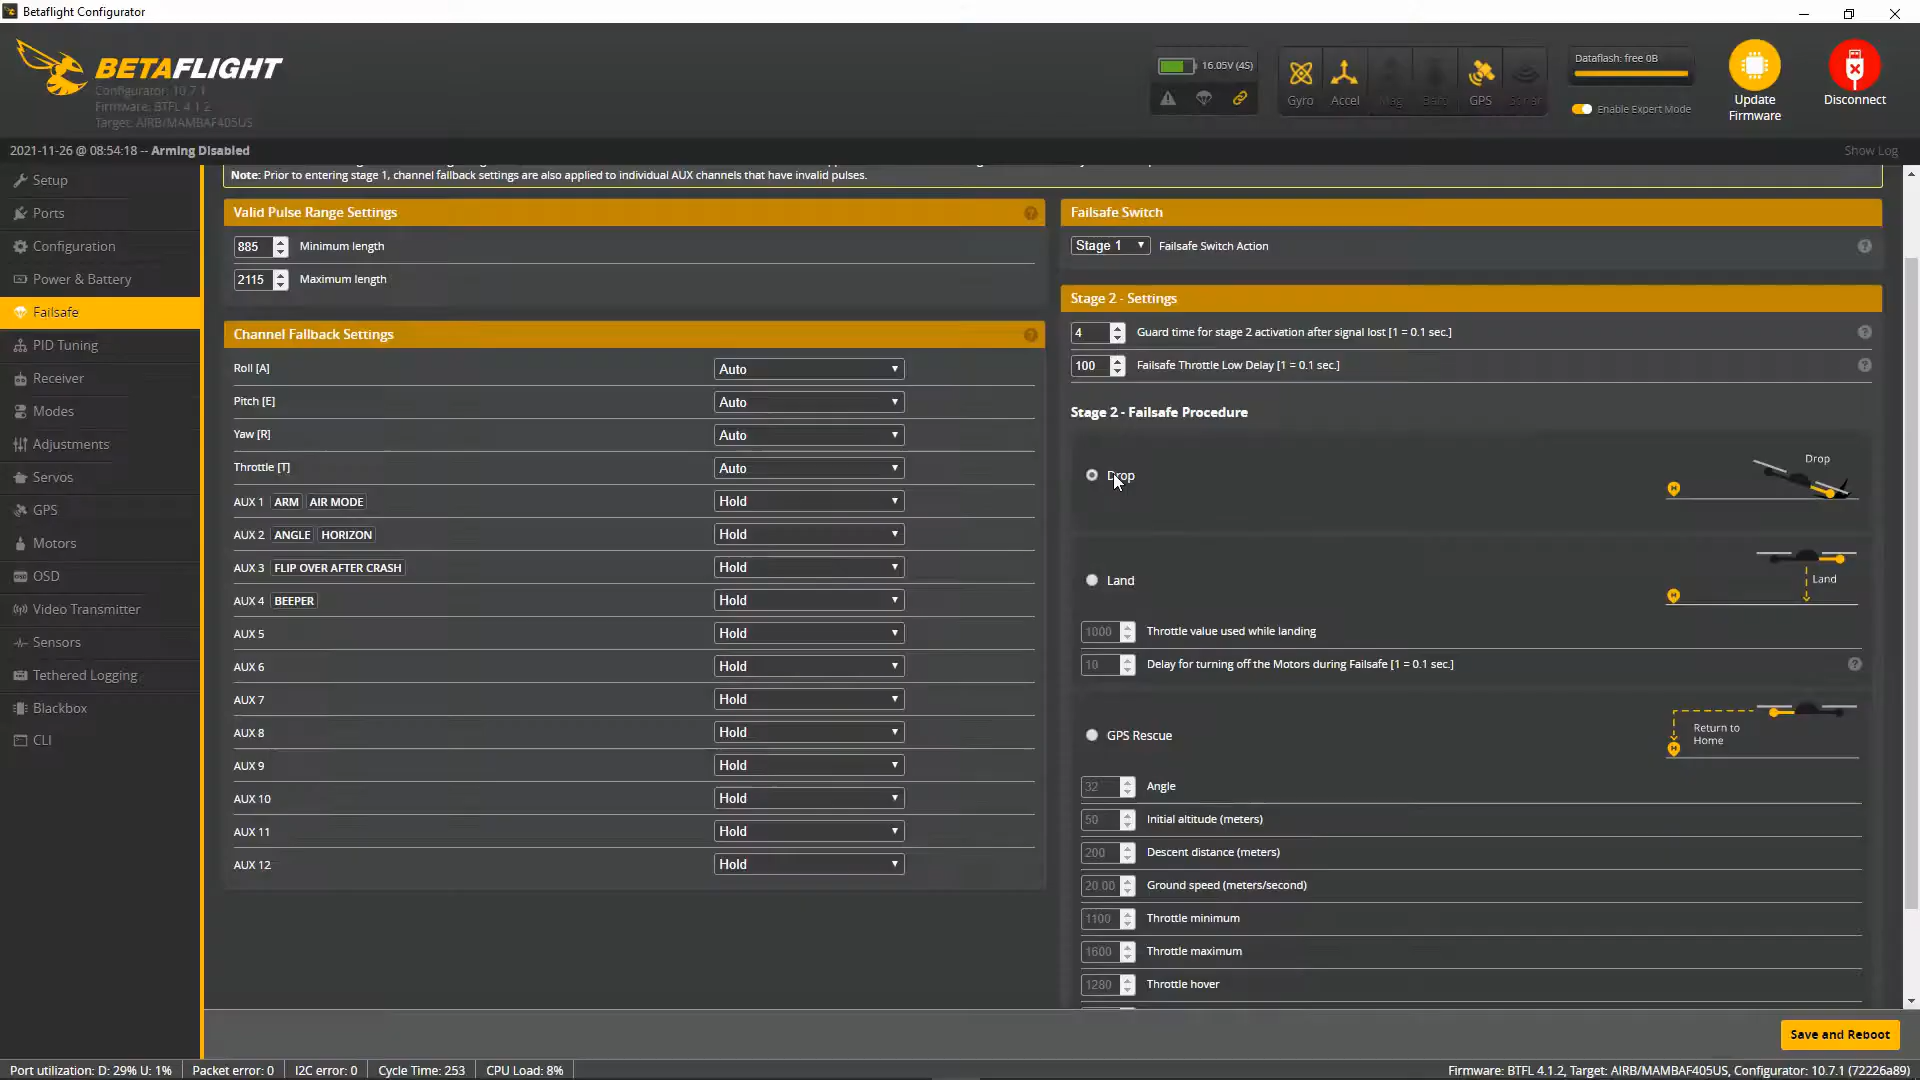 Betaflight Configurator
BETAFLIGHT
Configurator: 10.7.1
Firmware: BTFL 4.1.2
Target: AIRB/MAMBAF405US
16.05V (4S)
Gyro
Accel
Mag
Baro
GPS
Sonar
Dataflash: free 0B
Enable Expert Mode
Update
Firmware
Disconnect
2021-11-26 @ 08:54:18 -- Arming Disabled
Show Log
Setup
Ports
Configuration
Power & Battery
Failsafe
PID Tuning
Receiver
Modes
Adjustments
Servos
GPS
Motors
OSD
Video Transmitter
Sensors
Tethered Logging
Blackbox
CLI
Note: Prior to entering stage 1, channel fallback settings are also applied to individual AUX channels that have invalid pulses.
Valid Pulse Range Settings
885 Minimum length
2115 Maximum length
Channel Fallback Settings
Roll [A] Auto
Pitch [E] Auto
Yaw [R] Auto
Throttle [T] Auto
AUX 1 ARM AIR MODE Hold
AUX 2 ANGLE HORIZON Hold
AUX 3 FLIP OVER AFTER CRASH Hold
AUX 4 BEEPER Hold
AUX 5 Hold
AUX 6 Hold
AUX 7 Hold
AUX 8 Hold
AUX 9 Hold
AUX 10 Hold
AUX 11 Hold
AUX 12 Hold
Failsafe Switch
Stage 1 Failsafe Switch Action
Stage 2 - Settings
4 Guard time for stage 2 activation after signal lost [1 = 0.1 sec.]
100 Failsafe Throttle Low Delay [1 = 0.1 sec.]
Stage 2 - Failsafe Procedure
Drop
Drop
H
Land
Land
H
1000 Throttle value used while landing
10 Delay for turning off the Motors during Failsafe [1 = 0.1 sec.]
GPS Rescue
Return to
Home
H
32 Angle
50 Initial altitude (meters)
200 Descent distance (meters)
20.00 Ground speed (meters/second)
1100 Throttle minimum
1600 Throttle maximum
1280 Throttle hover
Save and Reboot
Port utilization: D: 29% U: 1% Packet error: 0 I2C error: 0 Cycle Time: 253 CPU Load: 8%
Firmware: BTFL 4.1.2, Target: AIRB/MAMBAF405US, Configurator: 10.7.1 (72226a89)